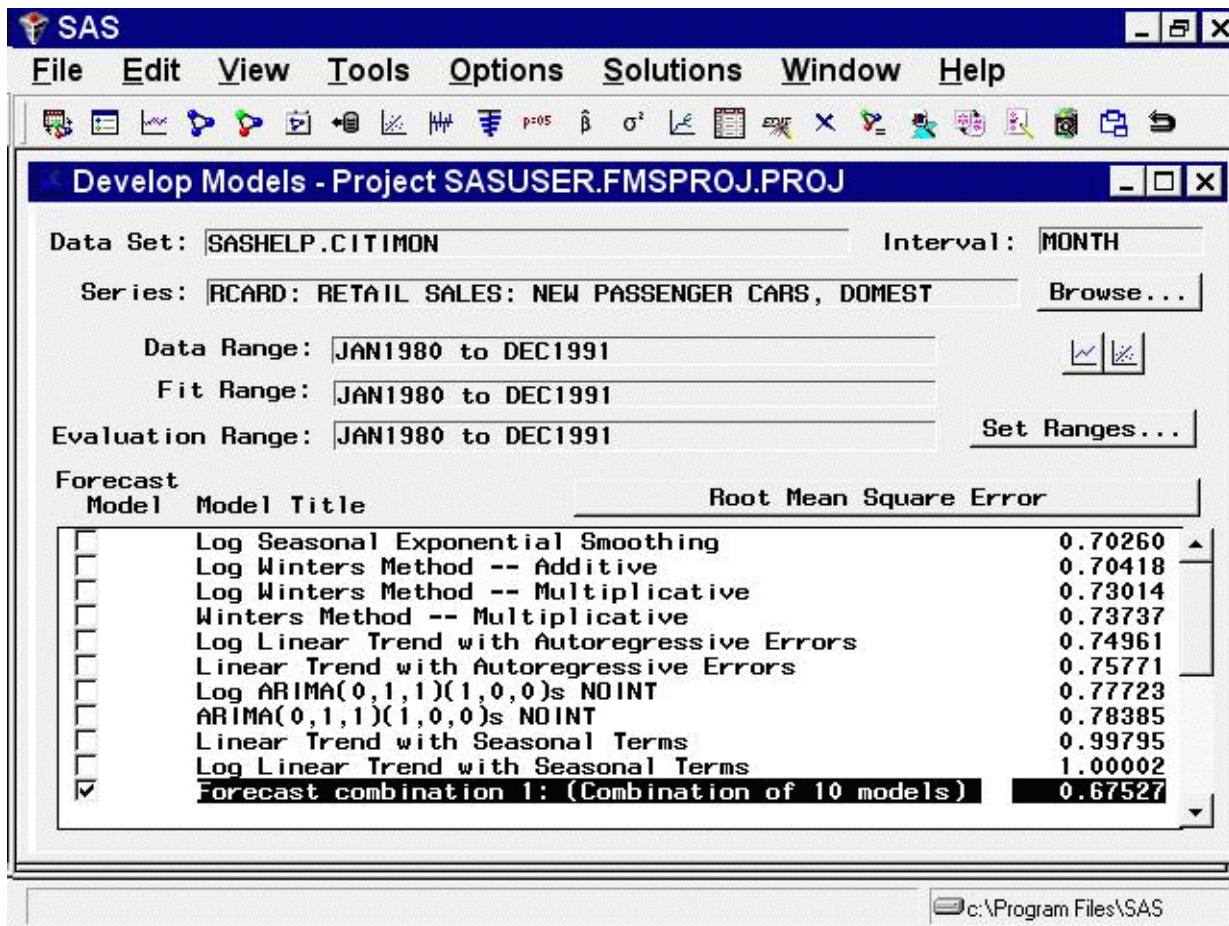 SAS
File Edit View Tools Options Solutions Window Help
p=05 β̂ σ²
Develop Models - Project SASUSER.FMSPROJ.PROJ
Data Set: SASHELP.CITIMON Interval: MONTH
Series: RCARD: RETAIL SALES: NEW PASSENGER CARS, DOMEST Browse...
Data Range: JAN1980 to DEC1991
Fit Range: JAN1980 to DEC1991
Evaluation Range: JAN1980 to DEC1991 Set Ranges...
Forecast
Model Model Title Root Mean Square Error
Log Seasonal Exponential Smoothing 0.70260
Log Winters Method -- Additive 0.70418
Log Winters Method -- Multiplicative 0.73014
Winters Method -- Multiplicative 0.73737
Log Linear Trend with Autoregressive Errors 0.74961
Linear Trend with Autoregressive Errors 0.75771
Log ARIMA(0,1,1)(1,0,0)s NOINT 0.77723
ARIMA(0,1,1)(1,0,0)s NOINT 0.78385
Linear Trend with Seasonal Terms 0.99795
Log Linear Trend with Seasonal Terms 1.00002
Forecast combination 1: (Combination of 10 models) 0.67527
c:\Program Files\SAS